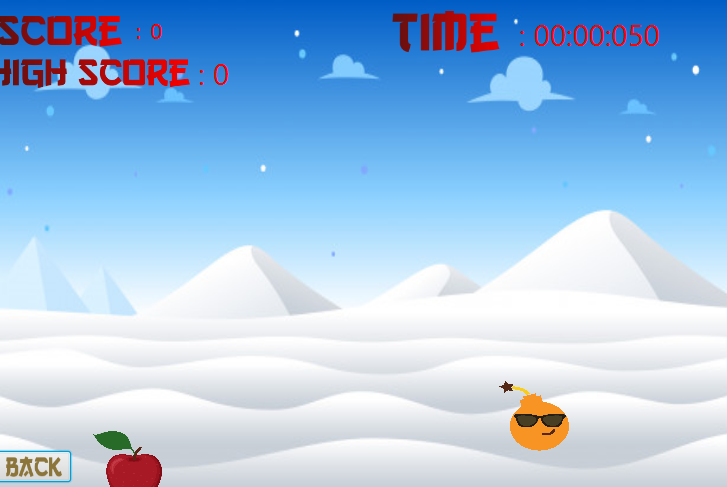 SCORE : 0
TIME : 00:00:050
HIGH SCORE : 0
BACK